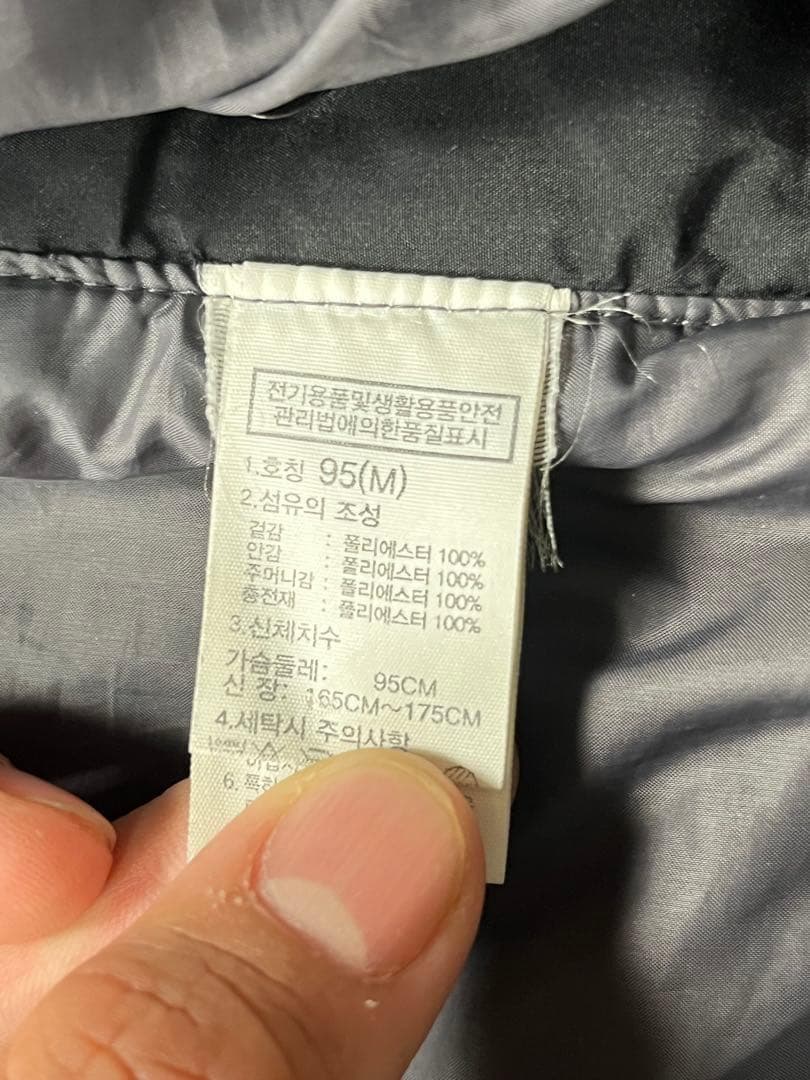 전기용품및생활용품안전
관리법에의한품질표시
1.호칭 95(M)
2.섬유의 조성
겉감 : 폴리에스터 100%
안감 : 폴리에스터 100%
주머니감 : 폴리에스터 100%
충전재 : 폴리에스터 100%
3.신체치수
가슴둘레: 95CM
신 장: 165CM~175CM
4.세탁시 주의사항
6.